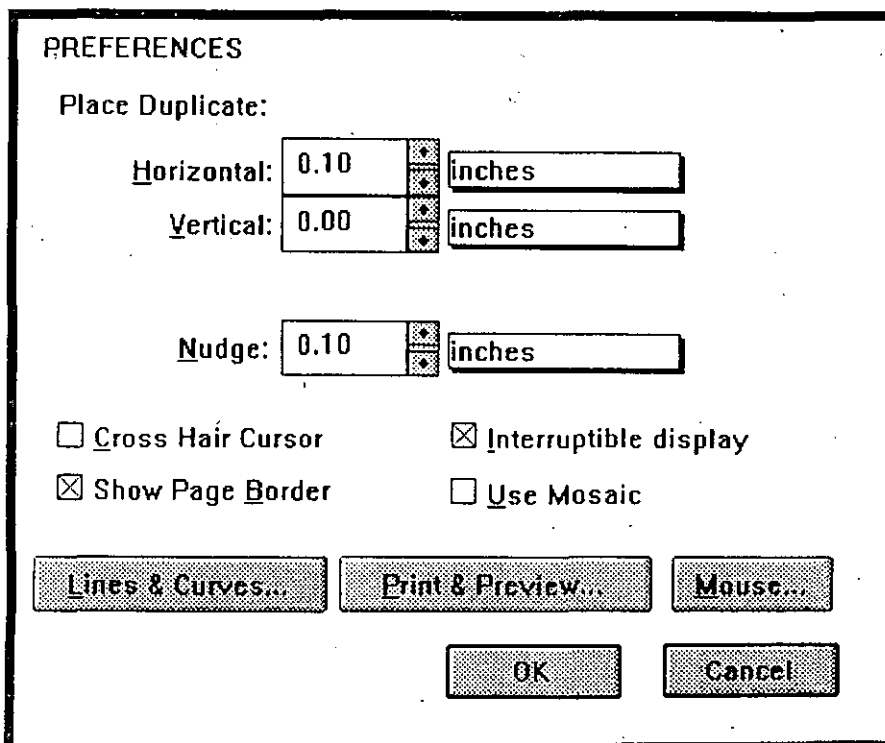 PREFERENCES
Place Duplicate:
Horizontal: 0.10 inches
Vertical: 0.00 inches
Nudge: 0.10 inches
Cross Hair Cursor Interruptible display
Show Page Border Use Mosaic
Lines & Curves... Print & Preview... Mouse...
OK Cancel